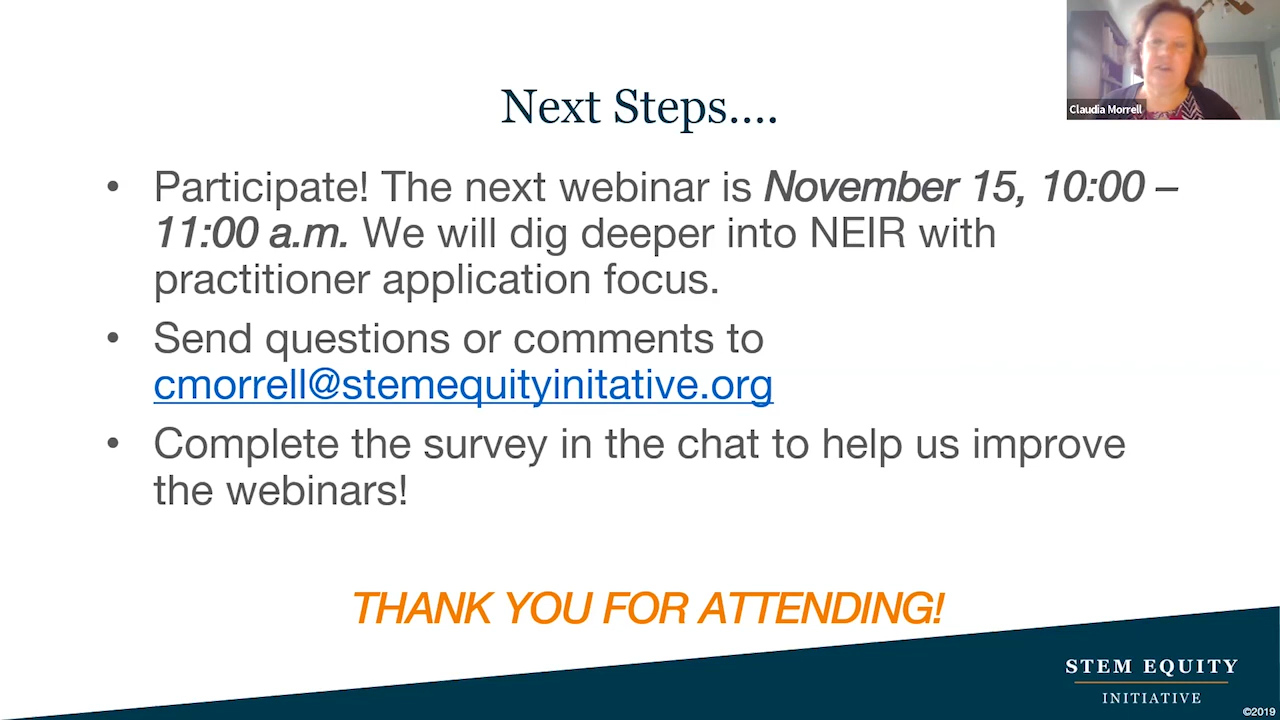 Claudia Morrell
Next Steps....
• Participate! The next webinar is November 15, 10:00 –
11:00 a.m. We will dig deeper into NEIR with
practitioner application focus.
• Send questions or comments to
cmorrell@stemequityinitative.org
• Complete the survey in the chat to help us improve
the webinars!
THANK YOU FOR ATTENDING!
STEM EQUITY
INITIATIVE
©2019